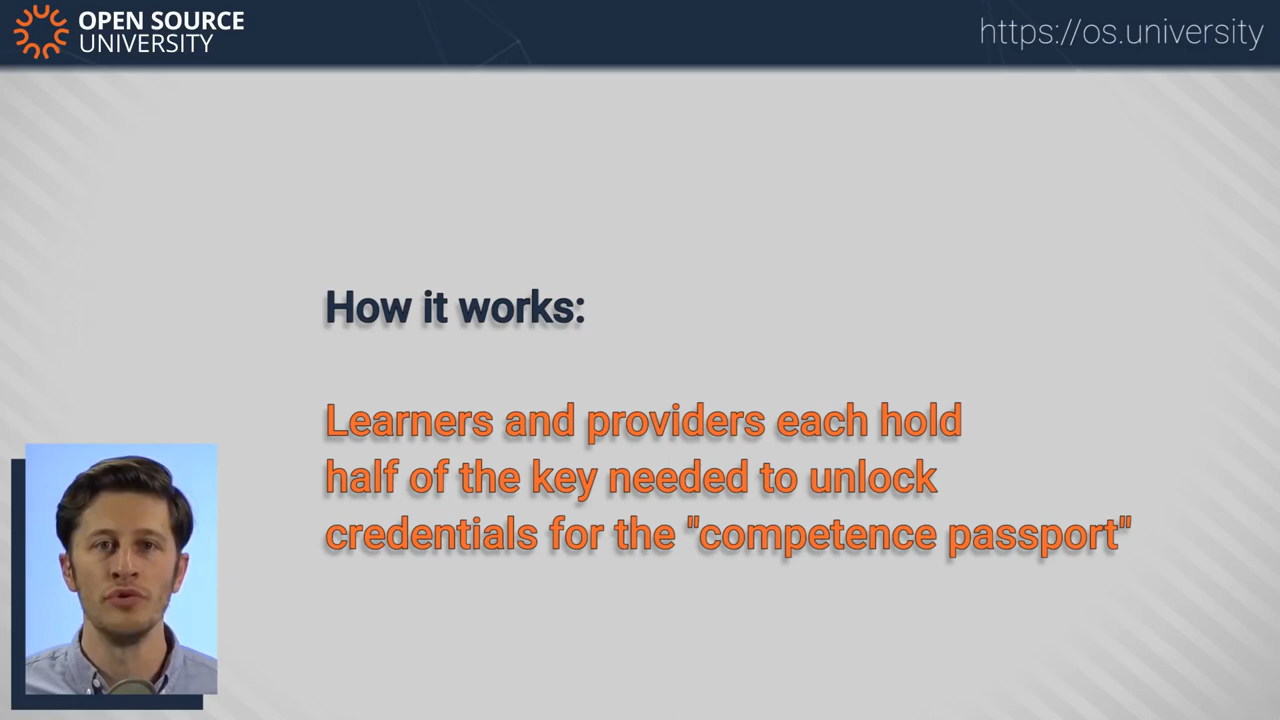 OPEN SOURCE
UNIVERSITY
https://os.university
How it works:
Learners and providers each hold
half of the key needed to unlock
credentials for the "competence passport"